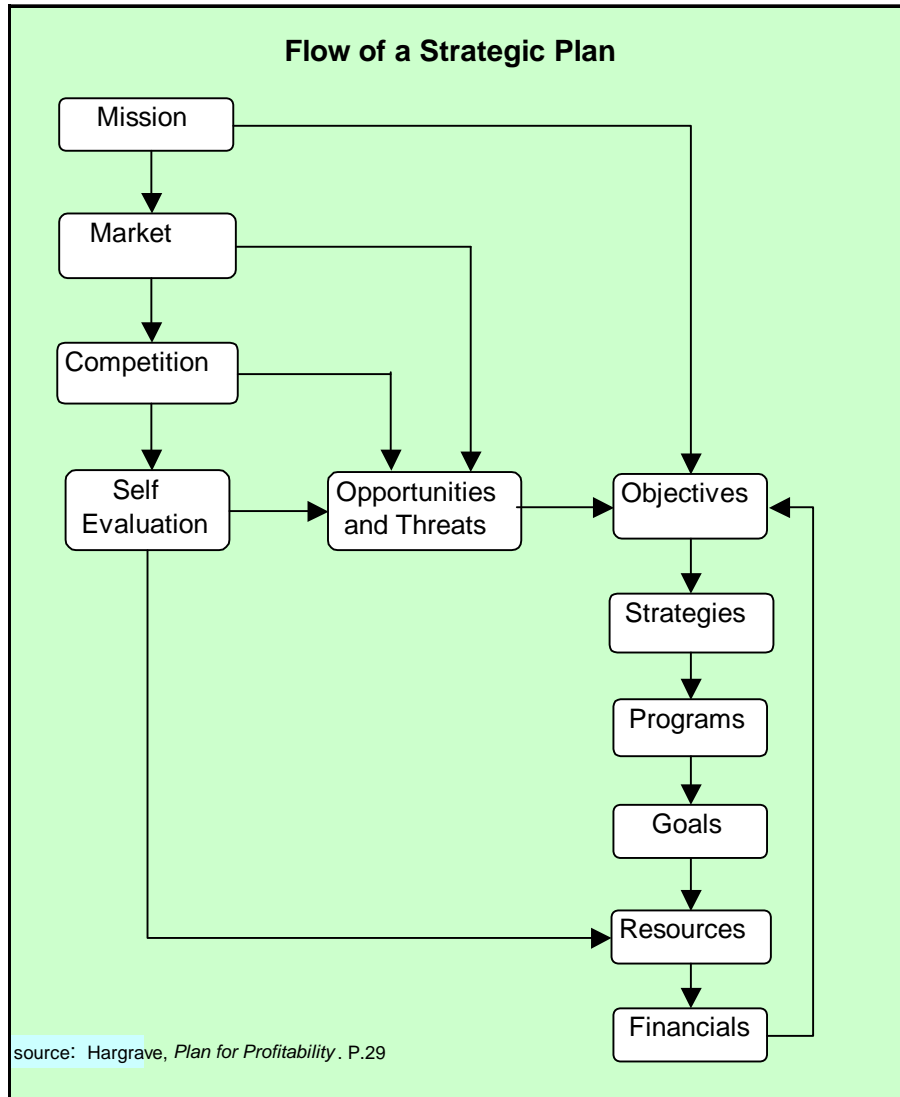 Flow of a Strategic Plan
Mission
Market
Competition
Self
Evaluation
Opportunities
and Threats
Objectives
Strategies
Programs
Goals
Resources
Financials
source: Hargrave, Plan for Profitability. P.29